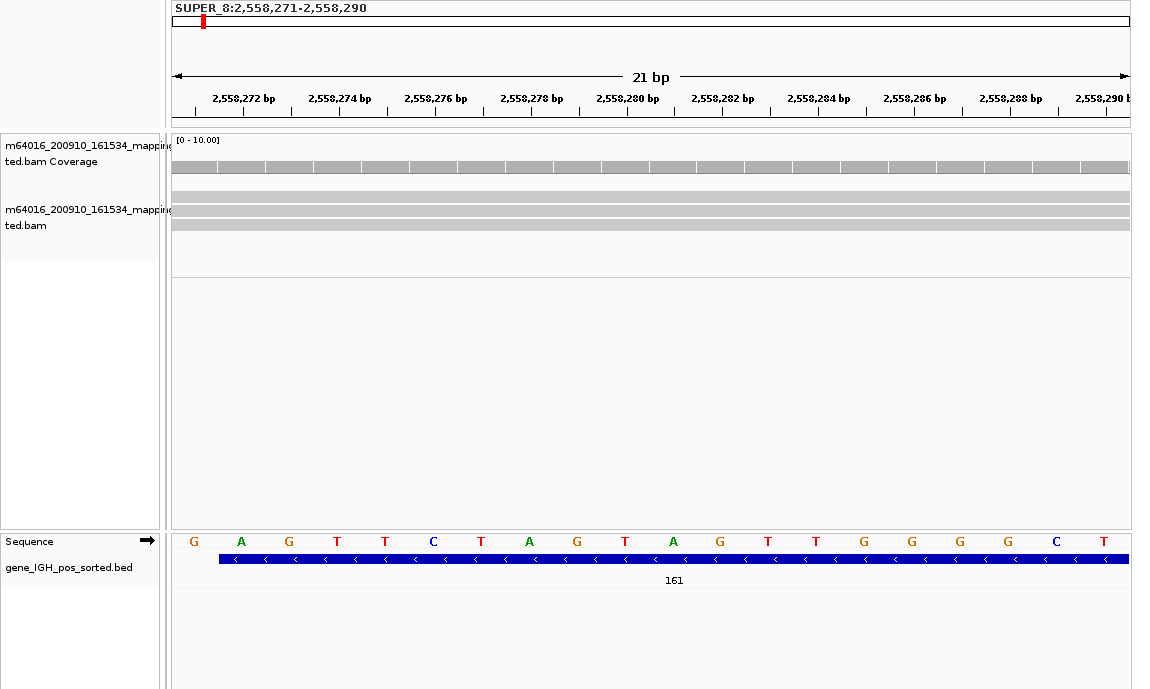 SUPER_8:2,558,271-2,558,290
21 bp
2,558,272 bp 2,558,274 bp 2,558,276 bp 2,558,278 bp 2,558,280 bp 2,558,282 bp 2,558,284 bp 2,558,286 bp 2,558,288 bp 2,558,290 b
[0 - 10.00]
m64016_200910_161534_mapping
ted.bam Coverage
m64016_200910_161534_mapping
ted.bam
Sequence
G A G T T C T A G T A G T T G G G G C T
gene_IGH_pos_sorted.bed
161